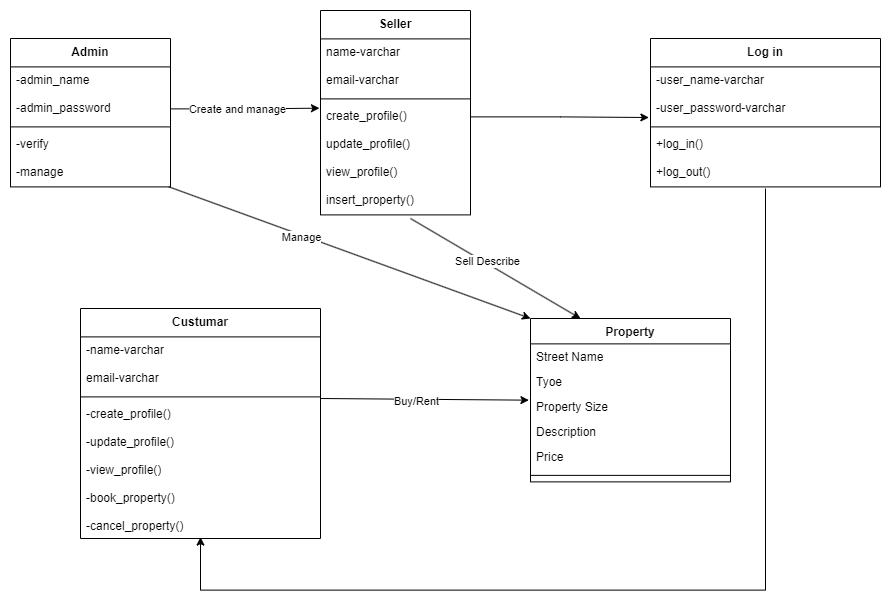 Admin
-admin_name
-admin_password
-verify
-manage
Create and manage
Seller
name-varchar
email-varchar
create_profile()
update_profile()
view_profile()
insert_property()
Log in
-user_name-varchar
-user_password-varchar
+log_in()
+log_out()
Manage
Sell Describe
Custumar
-name-varchar
email-varchar
-create_profile()
-update_profile()
-view_profile()
-book_property()
-cancel_property()
Buy/Rent
Property
Street Name
Tyoe
Property Size
Description
Price